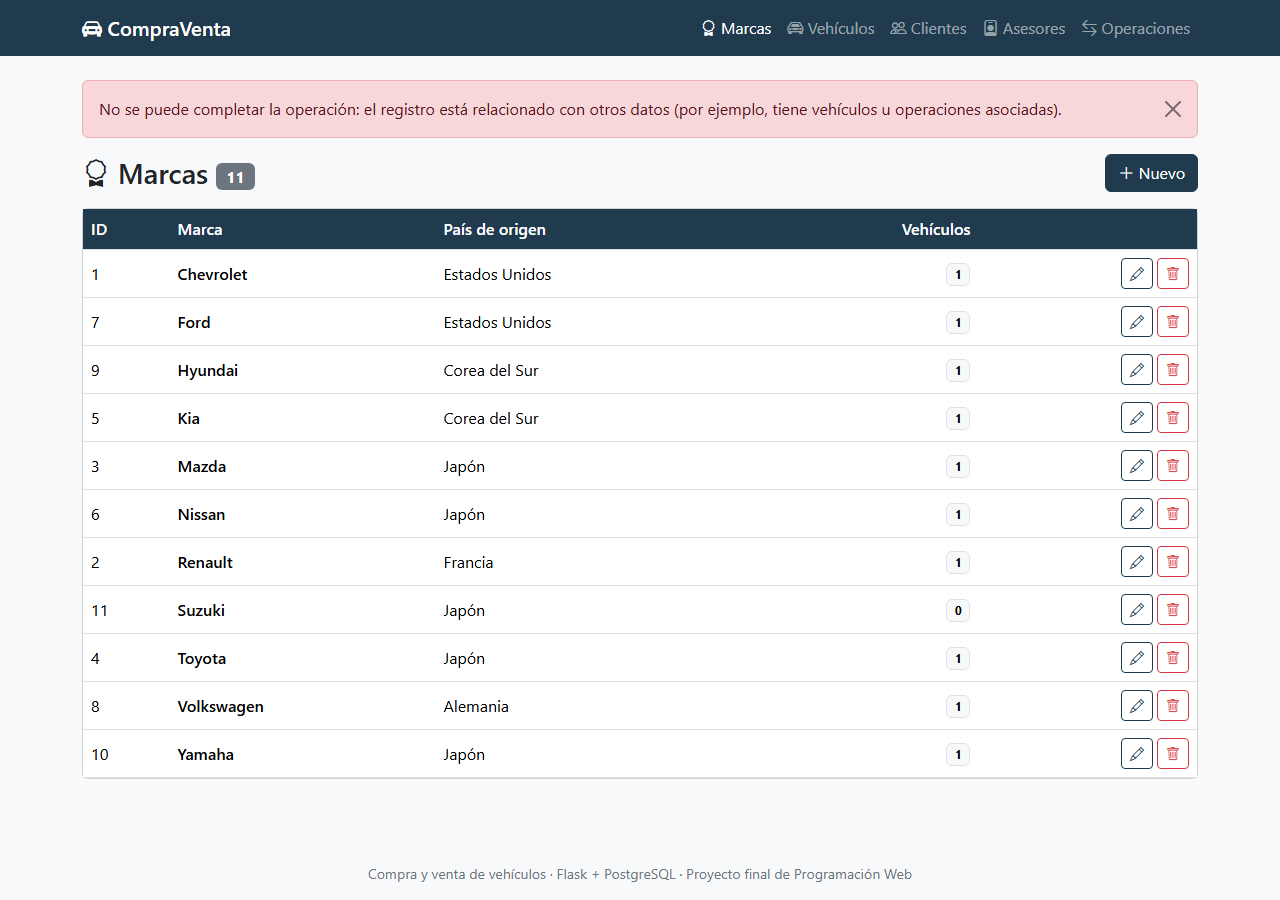 CompraVenta Marcas Vehículos Clientes Asesores Operaciones
No se puede completar la operación: el registro está relacionado con otros datos (por ejemplo, tiene vehículos u operaciones asociadas).
Marcas 11 Nuevo
ID Marca País de origen Vehículos
1 Chevrolet Estados Unidos 1
7 Ford Estados Unidos 1
9 Hyundai Corea del Sur 1
5 Kia Corea del Sur 1
3 Mazda Japón 1
6 Nissan Japón 1
2 Renault Francia 1
11 Suzuki Japón 0
4 Toyota Japón 1
8 Volkswagen Alemania 1
10 Yamaha Japón 1
Compra y venta de vehículos · Flask + PostgreSQL · Proyecto final de Programación Web